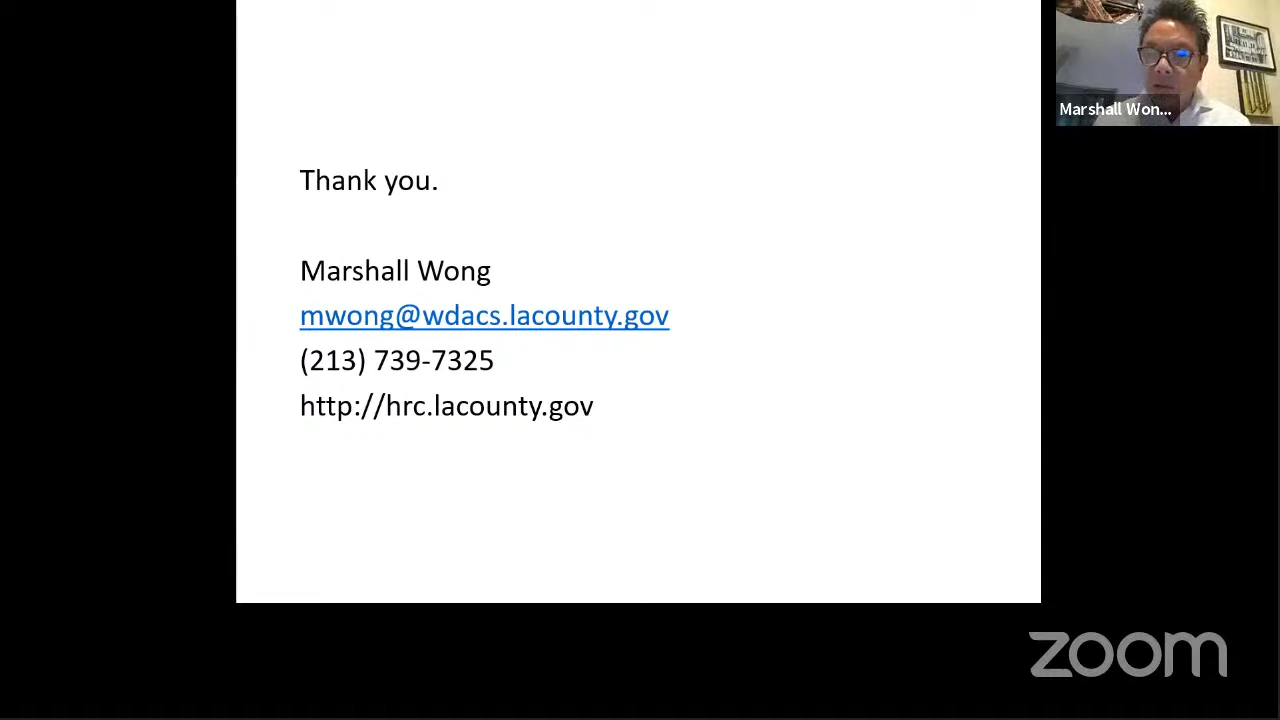 Marshall Won...
Thank you.
Marshall Wong
mwong@wdacs.lacounty.gov
(213) 739-7325
http://hrc.lacounty.gov
zoom